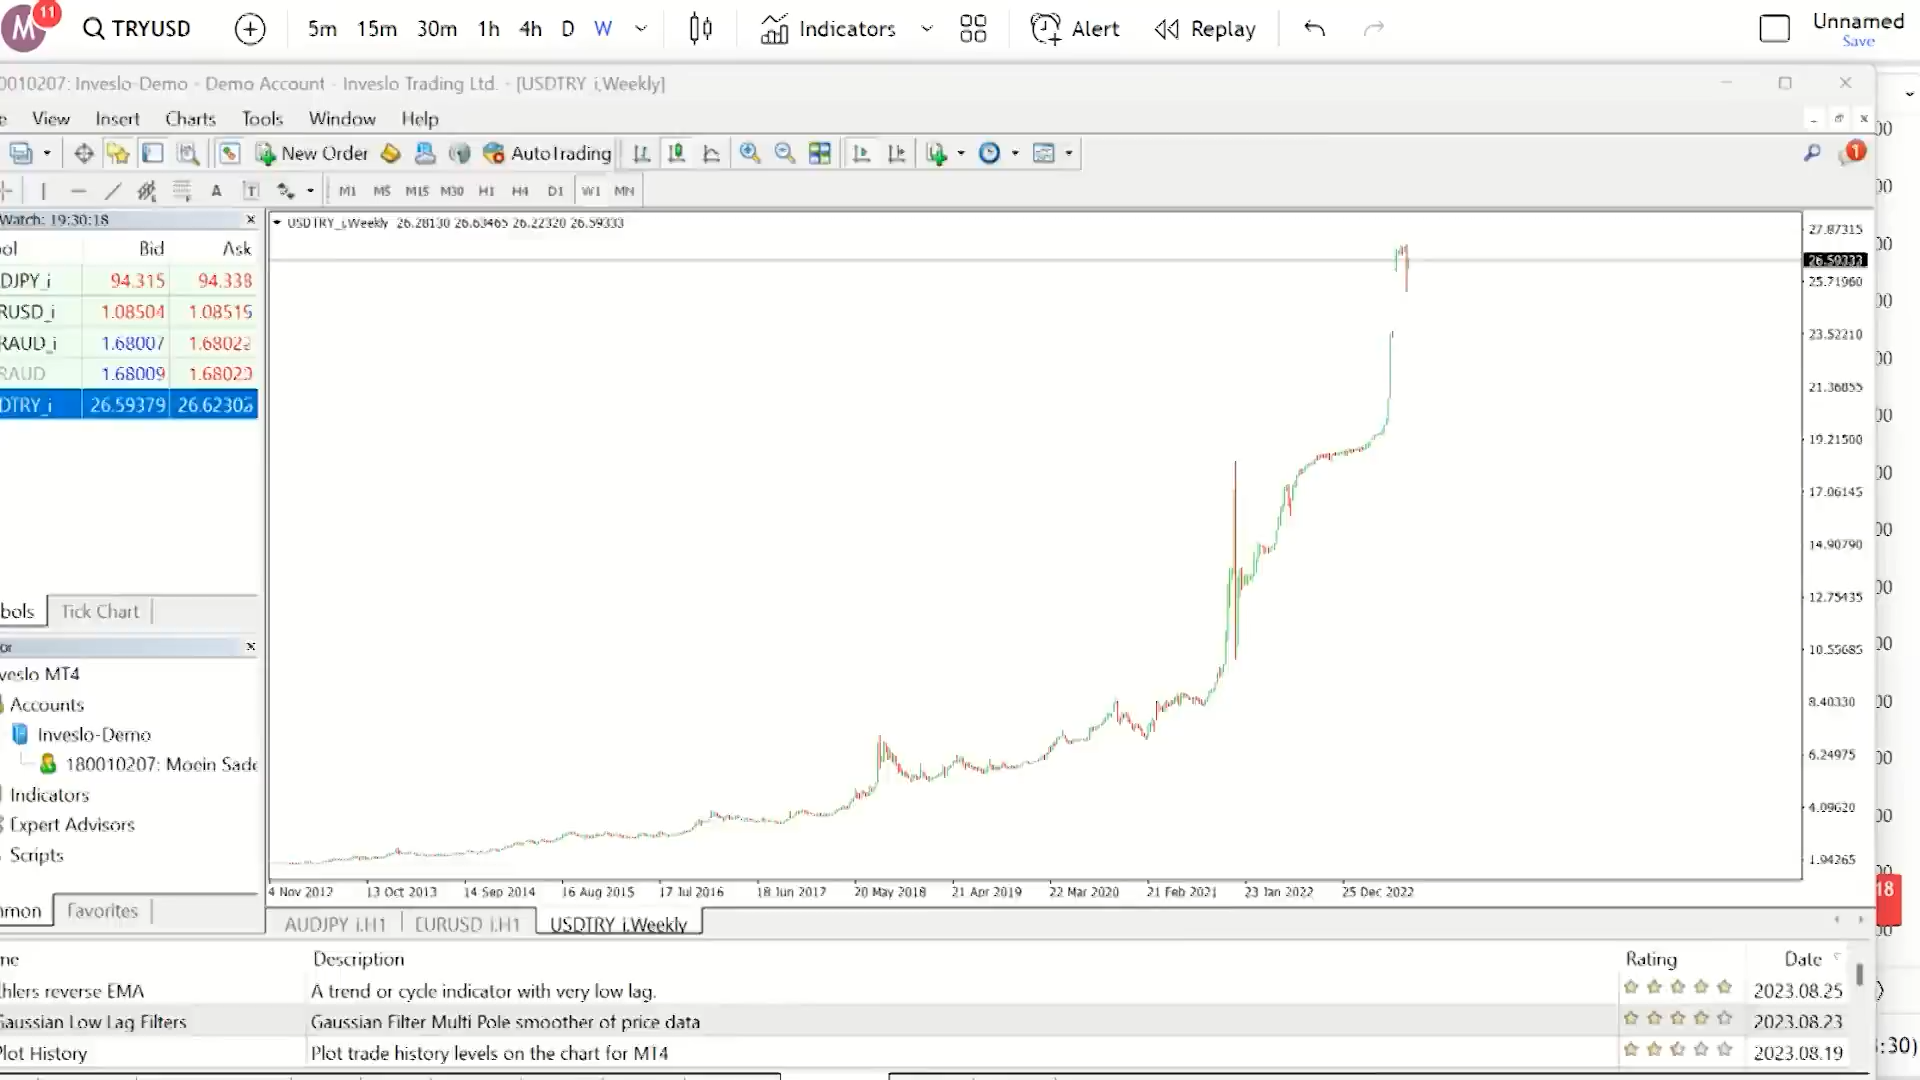 M 11 TRYUSD 5m 15m 30m 1h 4h D W Indicators Alert Replay Unnamed
Save
00010207: Inveslo-Demo - Demo Account - Inveslo Trading Ltd. - [USDTRY_i,Weekly]
e View Insert Charts Tools Window Help
New Order AutoTrading 1
A T M1 M5 M15 M30 H1 H4 D1 W1 MN
Watch: 19:30:18
USDTRY_i,Weekly 26.28130 26.63465 26.22320 26.59333
ool Bid Ask
DJPY_i 94.315 94.338
RUSD_i 1.08504 1.08515
RAUD_i 1.68007 1.68022
RAUD 1.68009 1.68023
DTRY_i 26.59379 26.62305
27.87315
26.59333
25.71960
23.52210
21.36855
19.21500
17.06145
14.90790
12.75435
10.55685
8.40330
6.24975
4.09620
1.94265
bols Tick Chart
or
veslo MT4
Accounts
Inveslo-Demo
180010207: Moein Sade
Indicators
Expert Advisors
Scripts
4 Nov 2012 13 Oct 2013 14 Sep 2014 16 Aug 2015 17 Jul 2016 18 Jun 2017 20 May 2018 21 Apr 2019 22 Mar 2020 21 Feb 2021 23 Jan 2022 25 Dec 2022
18
mmon Favorites
AUDJPY_i,H1 EURUSD_i,H1 USDTRY_i,Weekly
me Description Rating Date
hlers reverse EMA A trend or cycle indicator with very low lag. 2023.08.25
Gaussian Low Lag Filters Gaussian Filter Multi Pole smoother of price data 2023.08.23
Plot History Plot trade history levels on the chart for MT4 2023.08.19
:30)